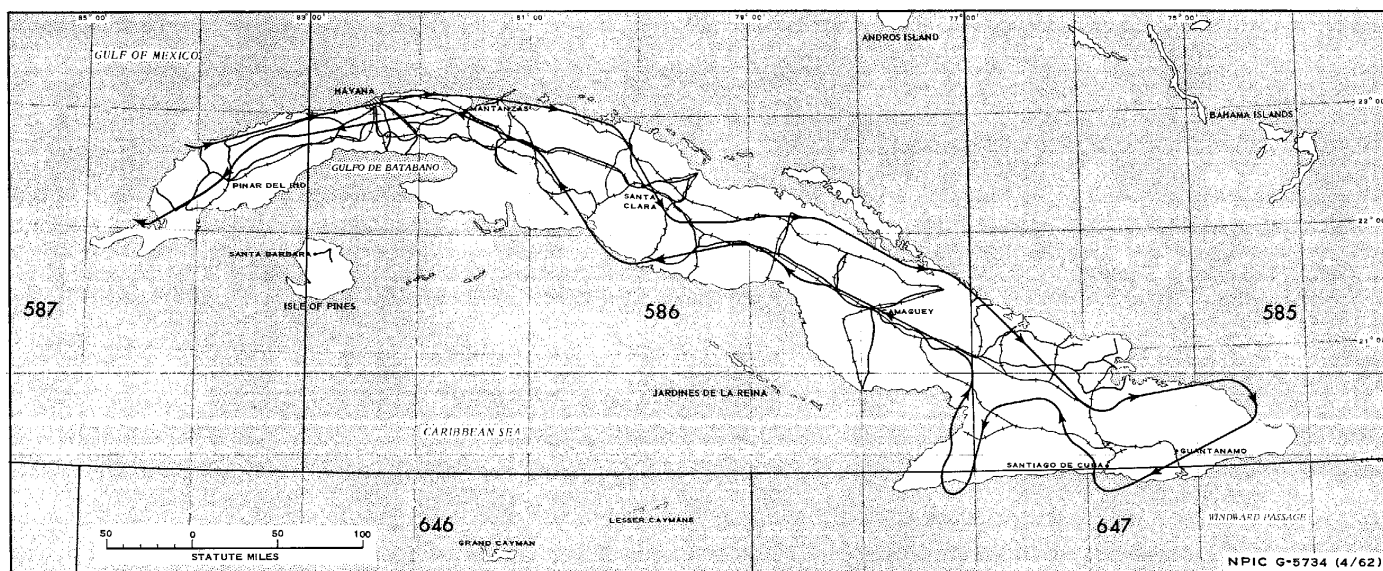 85° 00'
83° 00'
81° 00'
79° 00'
77° 00'
75° 00'
GULF OF MEXICO
ANDROS ISLAND
HAVANA
MANTANZAS
23° 00'
BAHAMA ISLANDS
GULFO DE BATABANO
PINAR DEL RIO
SANTA
CLARA
22° 00'
SANTA BARBARA
ISLE OF PINES
587
586
585
CAMAGUEY
21° 00'
JARDINES DE LA REINA
CARIBBEAN SEA
GUANTANAMO
SANTIAGO DE CUBA
646
LESSER CAYMANS
647
WINDWARD PASSAGE
50 0 50 100
STATUTE MILES
GRAND CAYMAN
NPIC G-5734 (4/62)